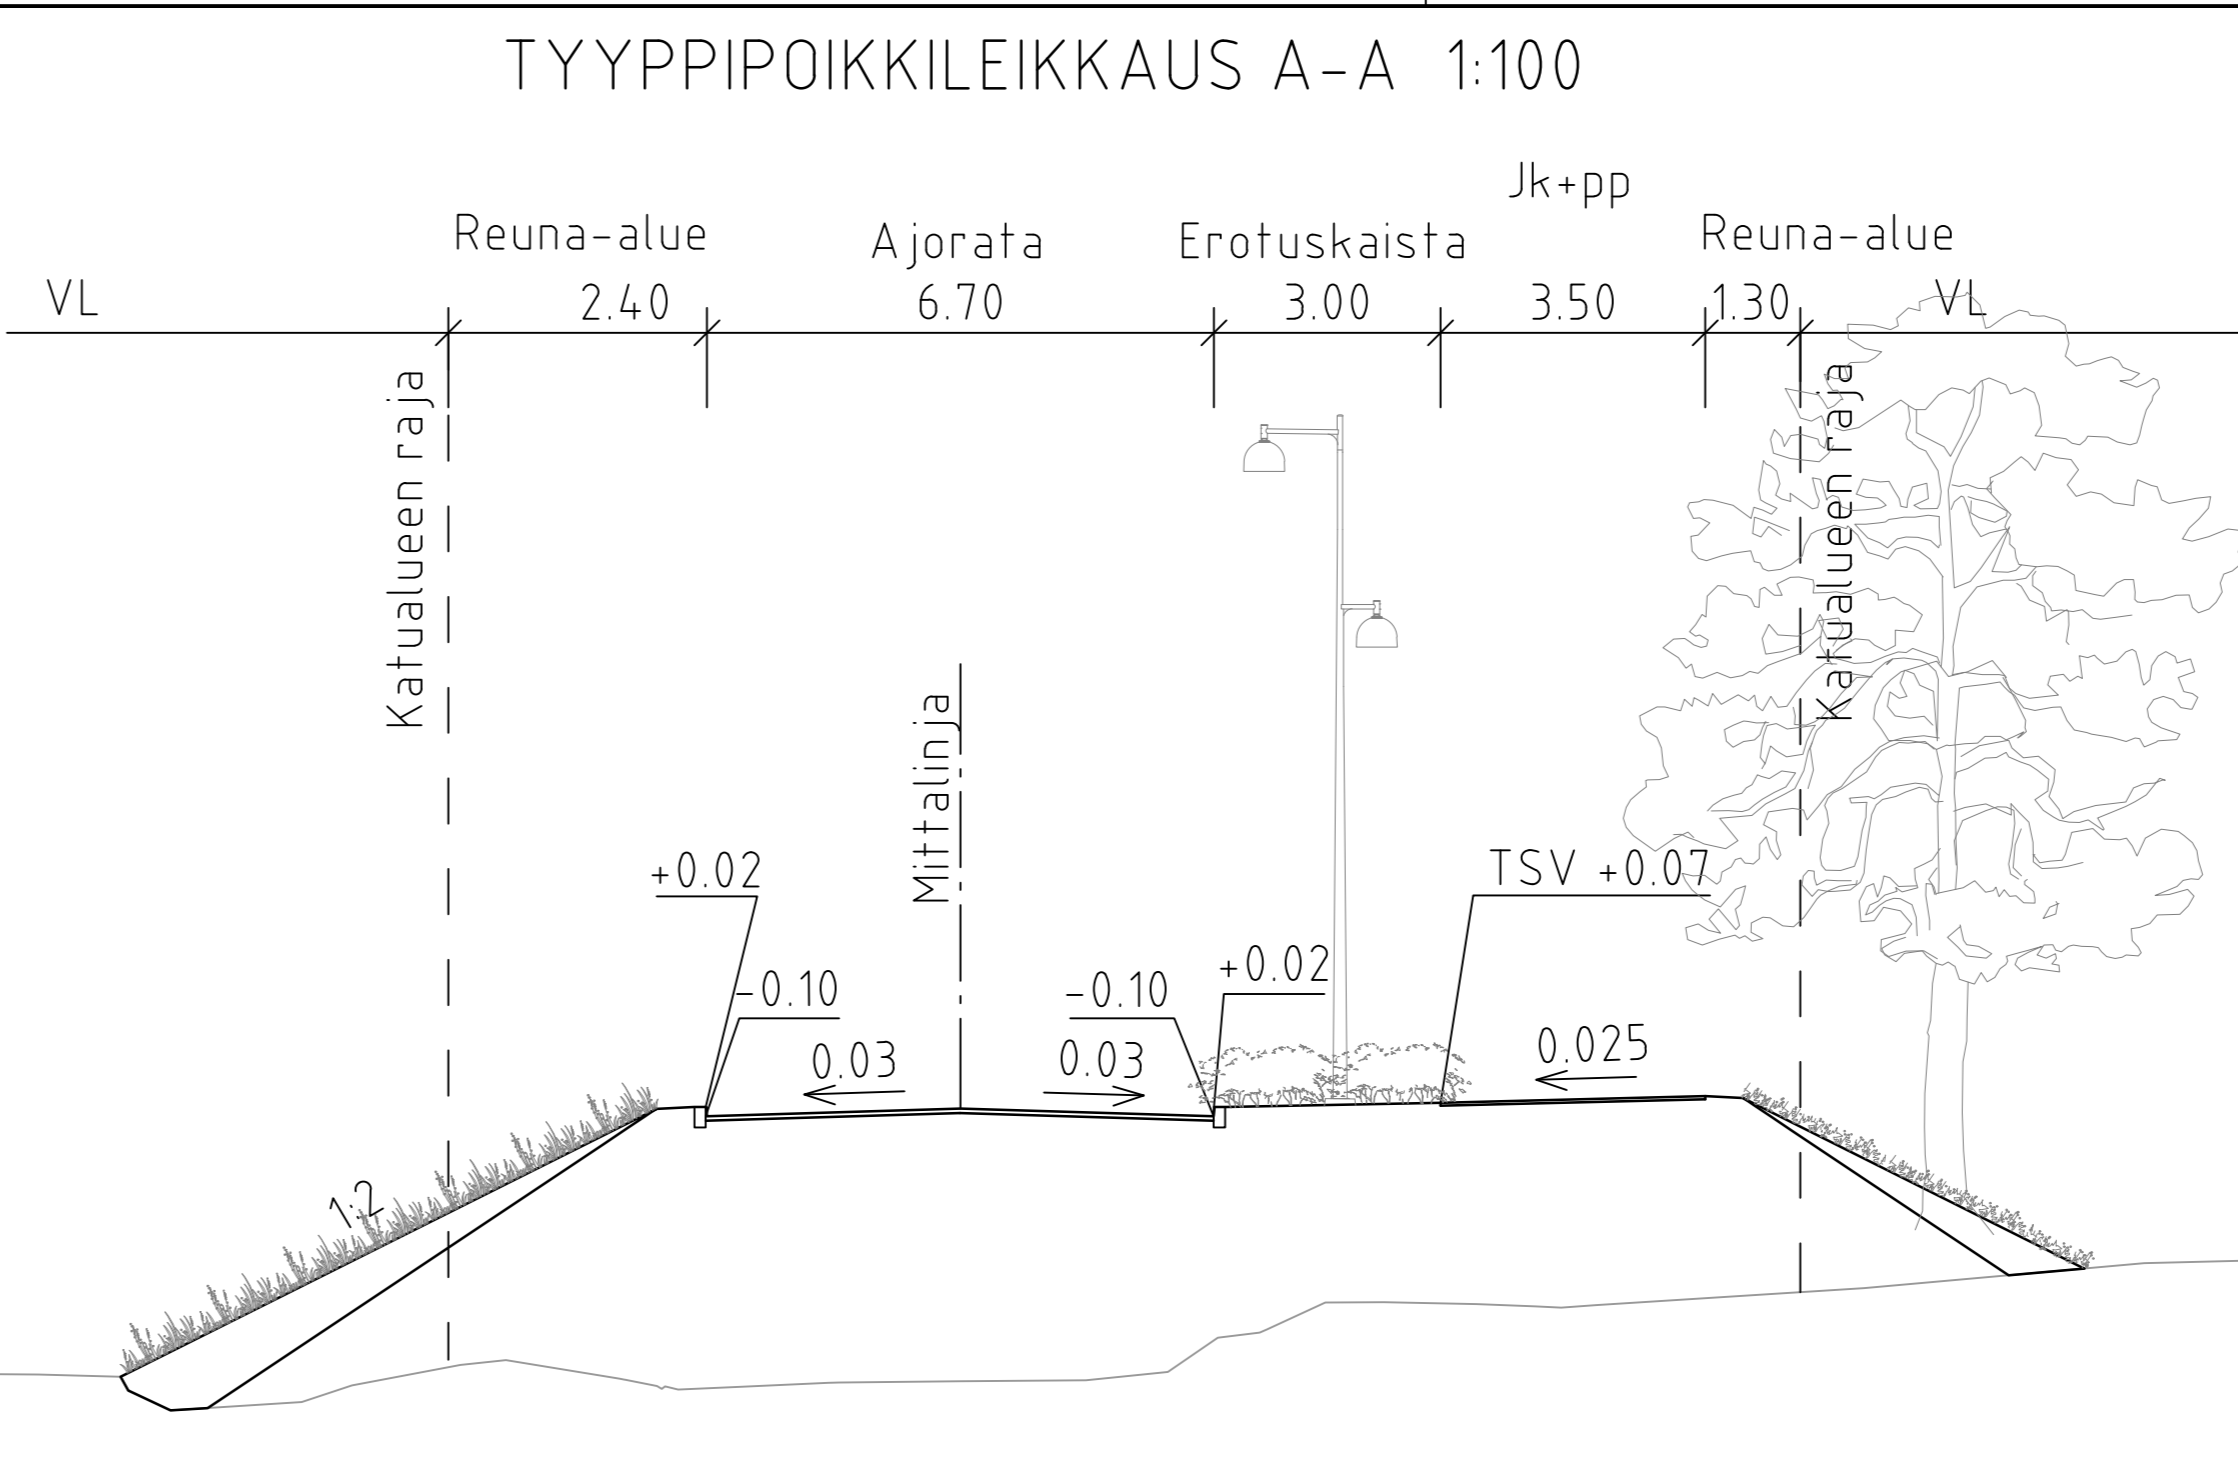 TYYPPIPOIKKILEIKKAUS A-A 1:100
Jk+pp
Reuna-alue Ajorata Erotuskaista Reuna-alue
VL 2.40 6.70 3.00 3.50 1.30 VL
Katualueen raja
Katualueen raja
Mittalinja
+0.02
TSV +0.07
-0.10
-0.10
+0.02
0.03
0.03
0.025
1:2